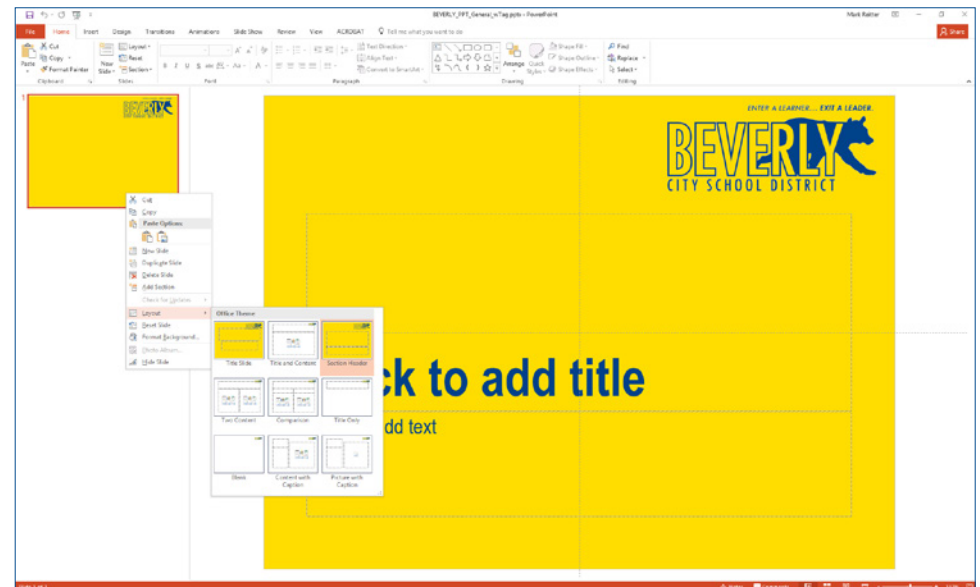 BEVERLY_PPT_General_wTag.pptx - PowerPoint
Mark Raitter
File Home Insert Design Transitions Animations Slide Show Review View ACROBAT Tell me what you want to do
Share
Paste
Cut
Copy
Format Painter
Clipboard
New Slide
Layout
Reset
Section
Slides
Font
Text Direction
Align Text
Convert to SmartArt
Paragraph
Arrange
Quick Styles
Shape Fill
Shape Outline
Shape Effects
Drawing
Find
Replace
Select
Editing
1
BEVERLY
ENTER A LEARNER... EXIT A LEADER.
BEVERLY
CITY SCHOOL DISTRICT
Cut
Copy
Paste Options
New Slide
Duplicate Slide
Delete Slide
Add Section
Check for Updates
Layout
Reset Slide
Format Background...
Photo Album...
Hide Slide
Office Theme
Title Slide
Title and Content
Section Header
Two Content
Comparison
Title Only
Blank
Content with Caption
Picture with Caption
ck to add title
dd text